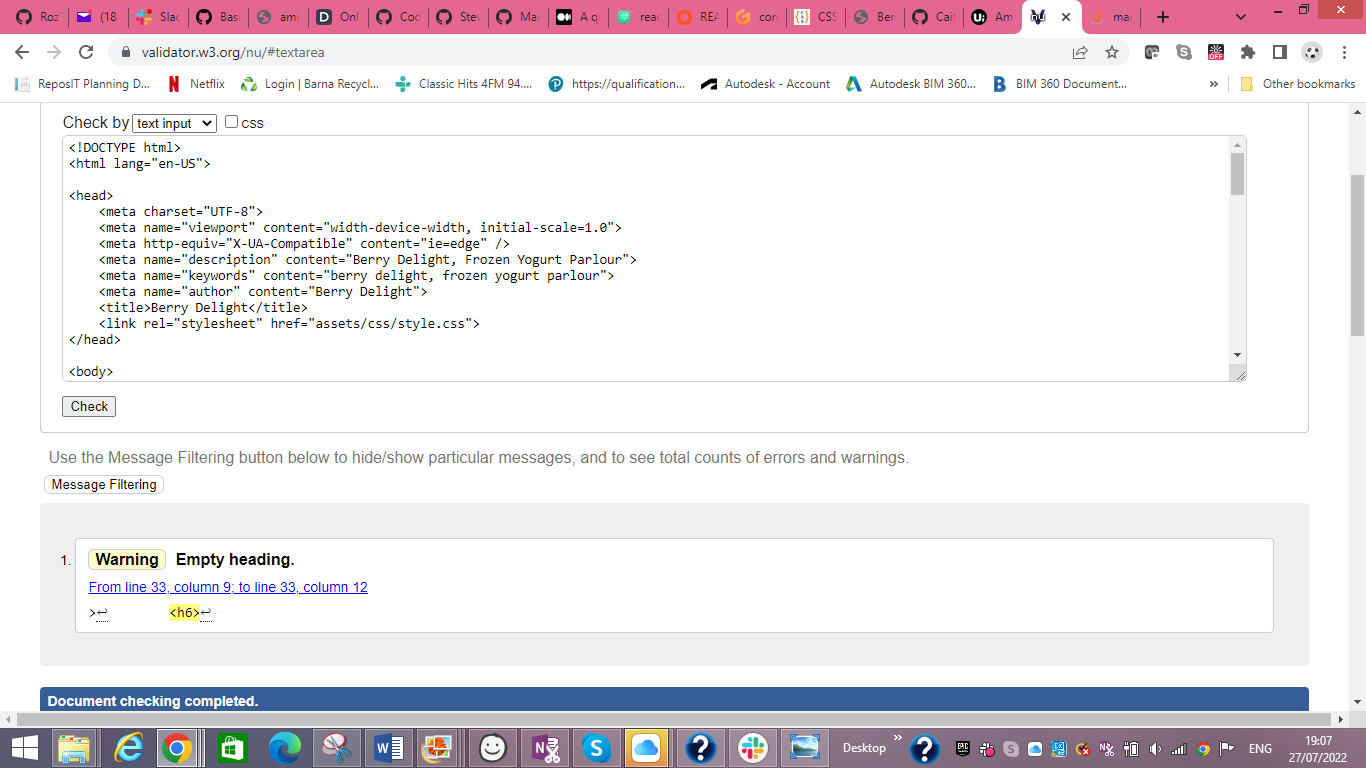 Roz
(18
Slac
Bas
ami
Onl
Coc
Stev
Mar
A q
reac
REA
con
CSS
Ber
Cait
Am
ma
validator.w3.org/nu/#textarea
ReposIT Planning D...
Netflix
Login | Barna Recycl...
Classic Hits 4FM 94....
https://qualification...
Autodesk - Account
Autodesk BIM 360...
BIM 360 Document...
»
Other bookmarks
Check by text input css
<!DOCTYPE html>
<html lang="en-US">
<head>
<meta charset="UTF-8">
<meta name="viewport" content="width-device-width, initial-scale=1.0">
<meta http-equiv="X-UA-Compatible" content="ie=edge" />
<meta name="description" content="Berry Delight, Frozen Yogurt Parlour">
<meta name="keywords" content="berry delight, frozen yogurt parlour">
<meta name="author" content="Berry Delight">
<title>Berry Delight</title>
<link rel="stylesheet" href="assets/css/style.css">
</head>
<body>
Check
Use the Message Filtering button below to hide/show particular messages, and to see total counts of errors and warnings.
Message Filtering
1. Warning Empty heading.
From line 33, column 9; to line 33, column 12
>↩ <h6>↩
Document checking completed.
Desktop
»
ENG
19:07
27/07/2022